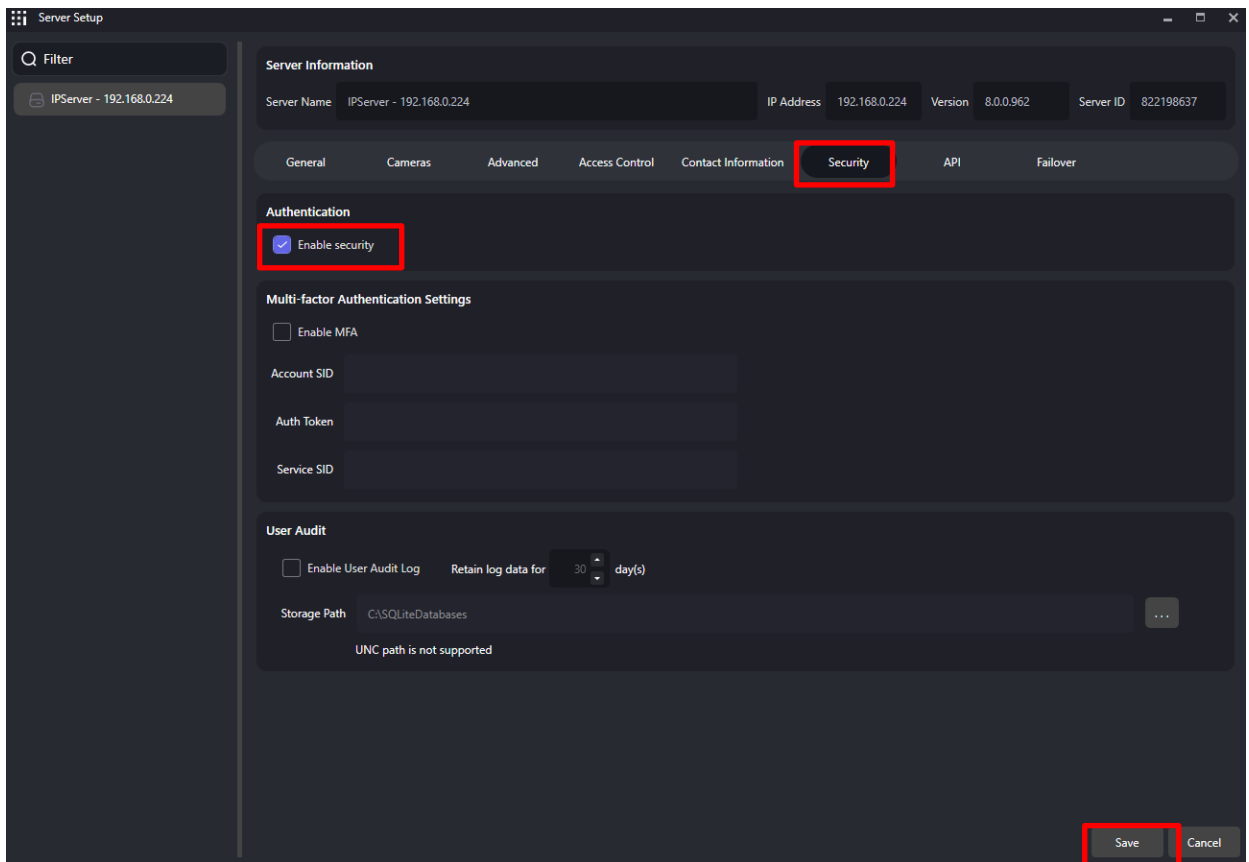 Server Setup
Filter
IPServer - 192.168.0.224
Server Information
Server Name IPServer - 192.168.0.224 IP Address 192.168.0.224 Version 8.0.0.962 Server ID 822198637
General Cameras Advanced Access Control Contact Information Security API Failover
Authentication
Enable security
Multi-factor Authentication Settings
Enable MFA
Account SID
Auth Token
Service SID
User Audit
Enable User Audit Log Retain log data for 30 day(s)
Storage Path C:\SQLiteDatabases ...
UNC path is not supported
Save Cancel